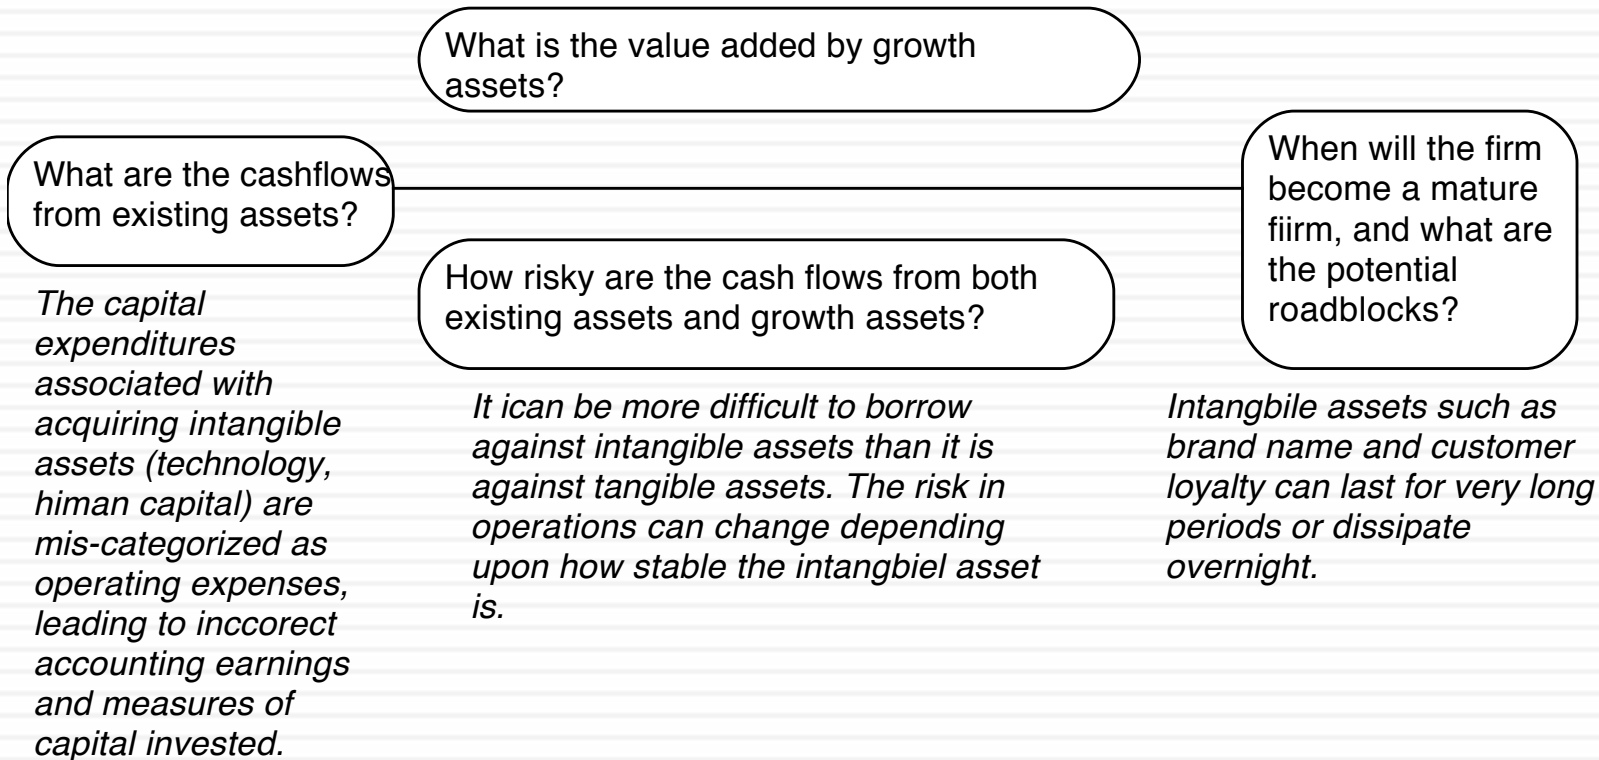 What is the value added by growth
assets?
What are the cashflows
from existing assets?
When will the firm
become a mature
fiirm, and what are
the potential
roadblocks?
How risky are the cash flows from both
existing assets and growth assets?
The capital
expenditures
associated with
acquiring intangible
assets (technology,
himan capital) are
mis-categorized as
operating expenses,
leading to inccorect
accounting earnings
and measures of
capital invested.
It ican be more difficult to borrow
against intangible assets than it is
against tangible assets. The risk in
operations can change depending
upon how stable the intangbiel asset
is.
Intangbile assets such as
brand name and customer
loyalty can last for very long
periods or dissipate
overnight.